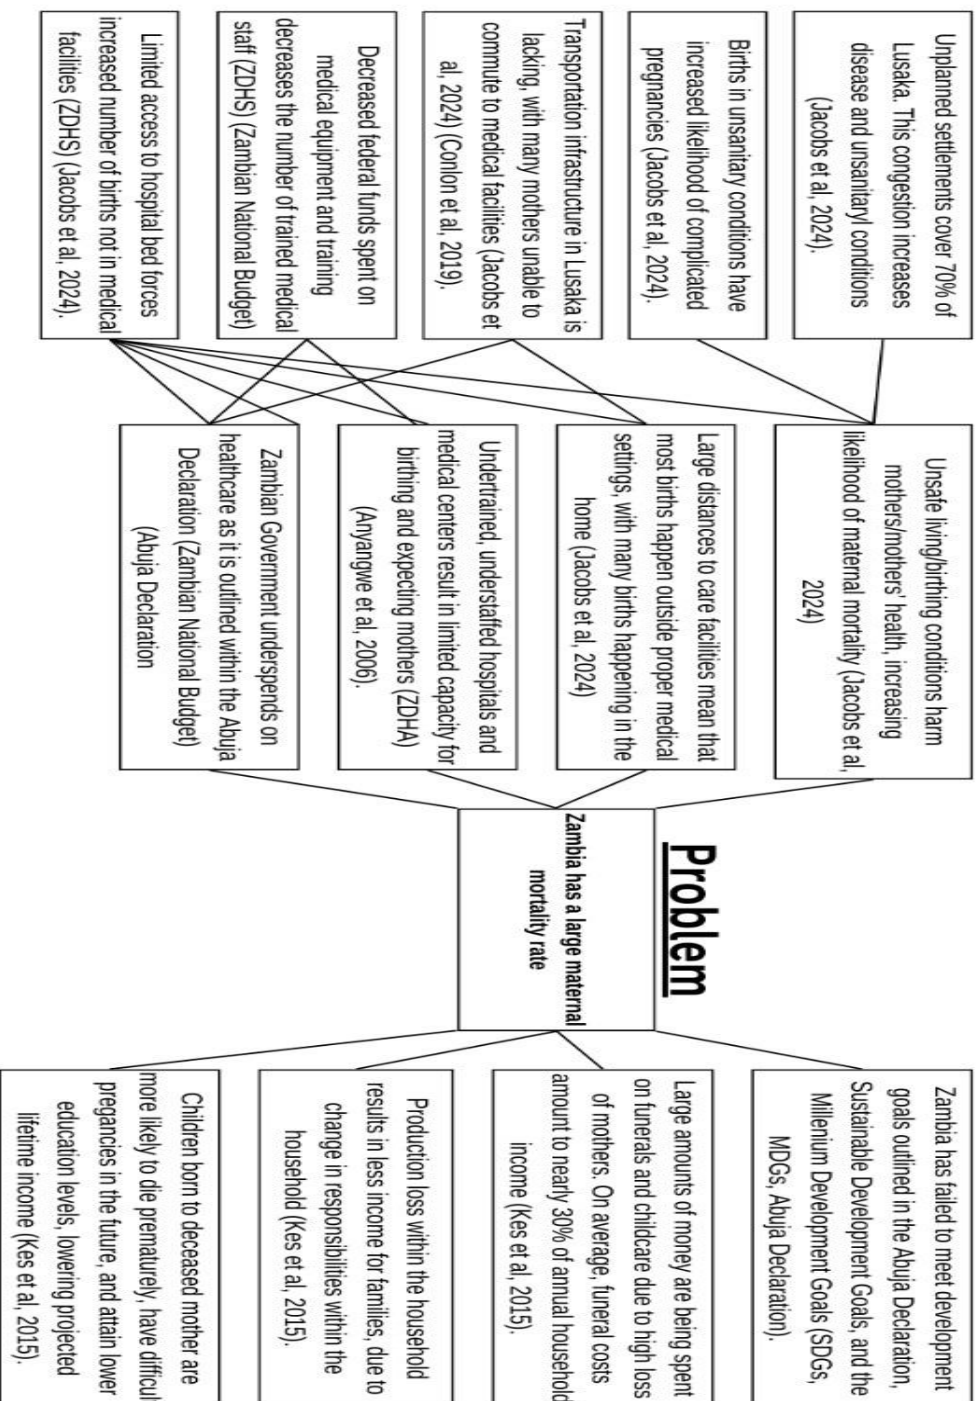 Unplanned settlements cover 70% of
Lusaka. This congestion increases
disease and unsanitaryl conditions
(Jacobs et al, 2024).
Births in unsanitary conditions have
increased likelihood of complicated
pregnancies (Jacobs et al, 2024).
Transportation infrastructure in Lusaka is
lacking, with many mothers unable to
commute to medical facilities (Jacobs et
al, 2024) (Conlon et al, 2019).
Decreased federal funds spent on
medical equipment and training
decreases the number of trained medical
staff (ZDHS) (Zambian National Budget)
Limited access to hospital bed forces
increased number of births not in medical
facilities (ZDHS) (Jacobs et al, 2024).
Unsafe living/birthing conditions harm
mothers/mothers' health, increasing
likelihood of maternal mortality (Jacobs et al,
2024)
Large distances to care facilities mean that
most births happen outside proper medical
settings, with many births happening in the
home (Jacobs et al, 2024)
Undertrained, understaffed hospitals and
medical centers result in limited capacity for
birthing and expecting mothers (ZDHA)
(Anyangwe et al, 2006).
Zambian Government underspends on
healthcare as it is outlined within the Abuja
Declaration (Zambian National Budget)
(Abuja Declaration
Problem
Zambia has a large maternal
mortality rate
Zambia has failed to meet development
goals outlined in the Abuja Declaration,
Sustainable Development Goals, and the
Millenium Development Goals (SDGs,
MDGs, Abuja Declaration).
Large amounts of money are being spent
on funerals and childcare due to high loss
of mothers. On average, funeral costs
amount to nearly 30% of annual household
income (Kes et al, 2015).
Production loss within the household
results in less income for families, due to
change in responsibilities within the
household (Kes et al, 2015).
Children born to deceased mother are
more likely to die prematurely, have difficul
pregancies in the future, and attain lower
education levels, lowering projected
lifetime income (Kes et al, 2015).